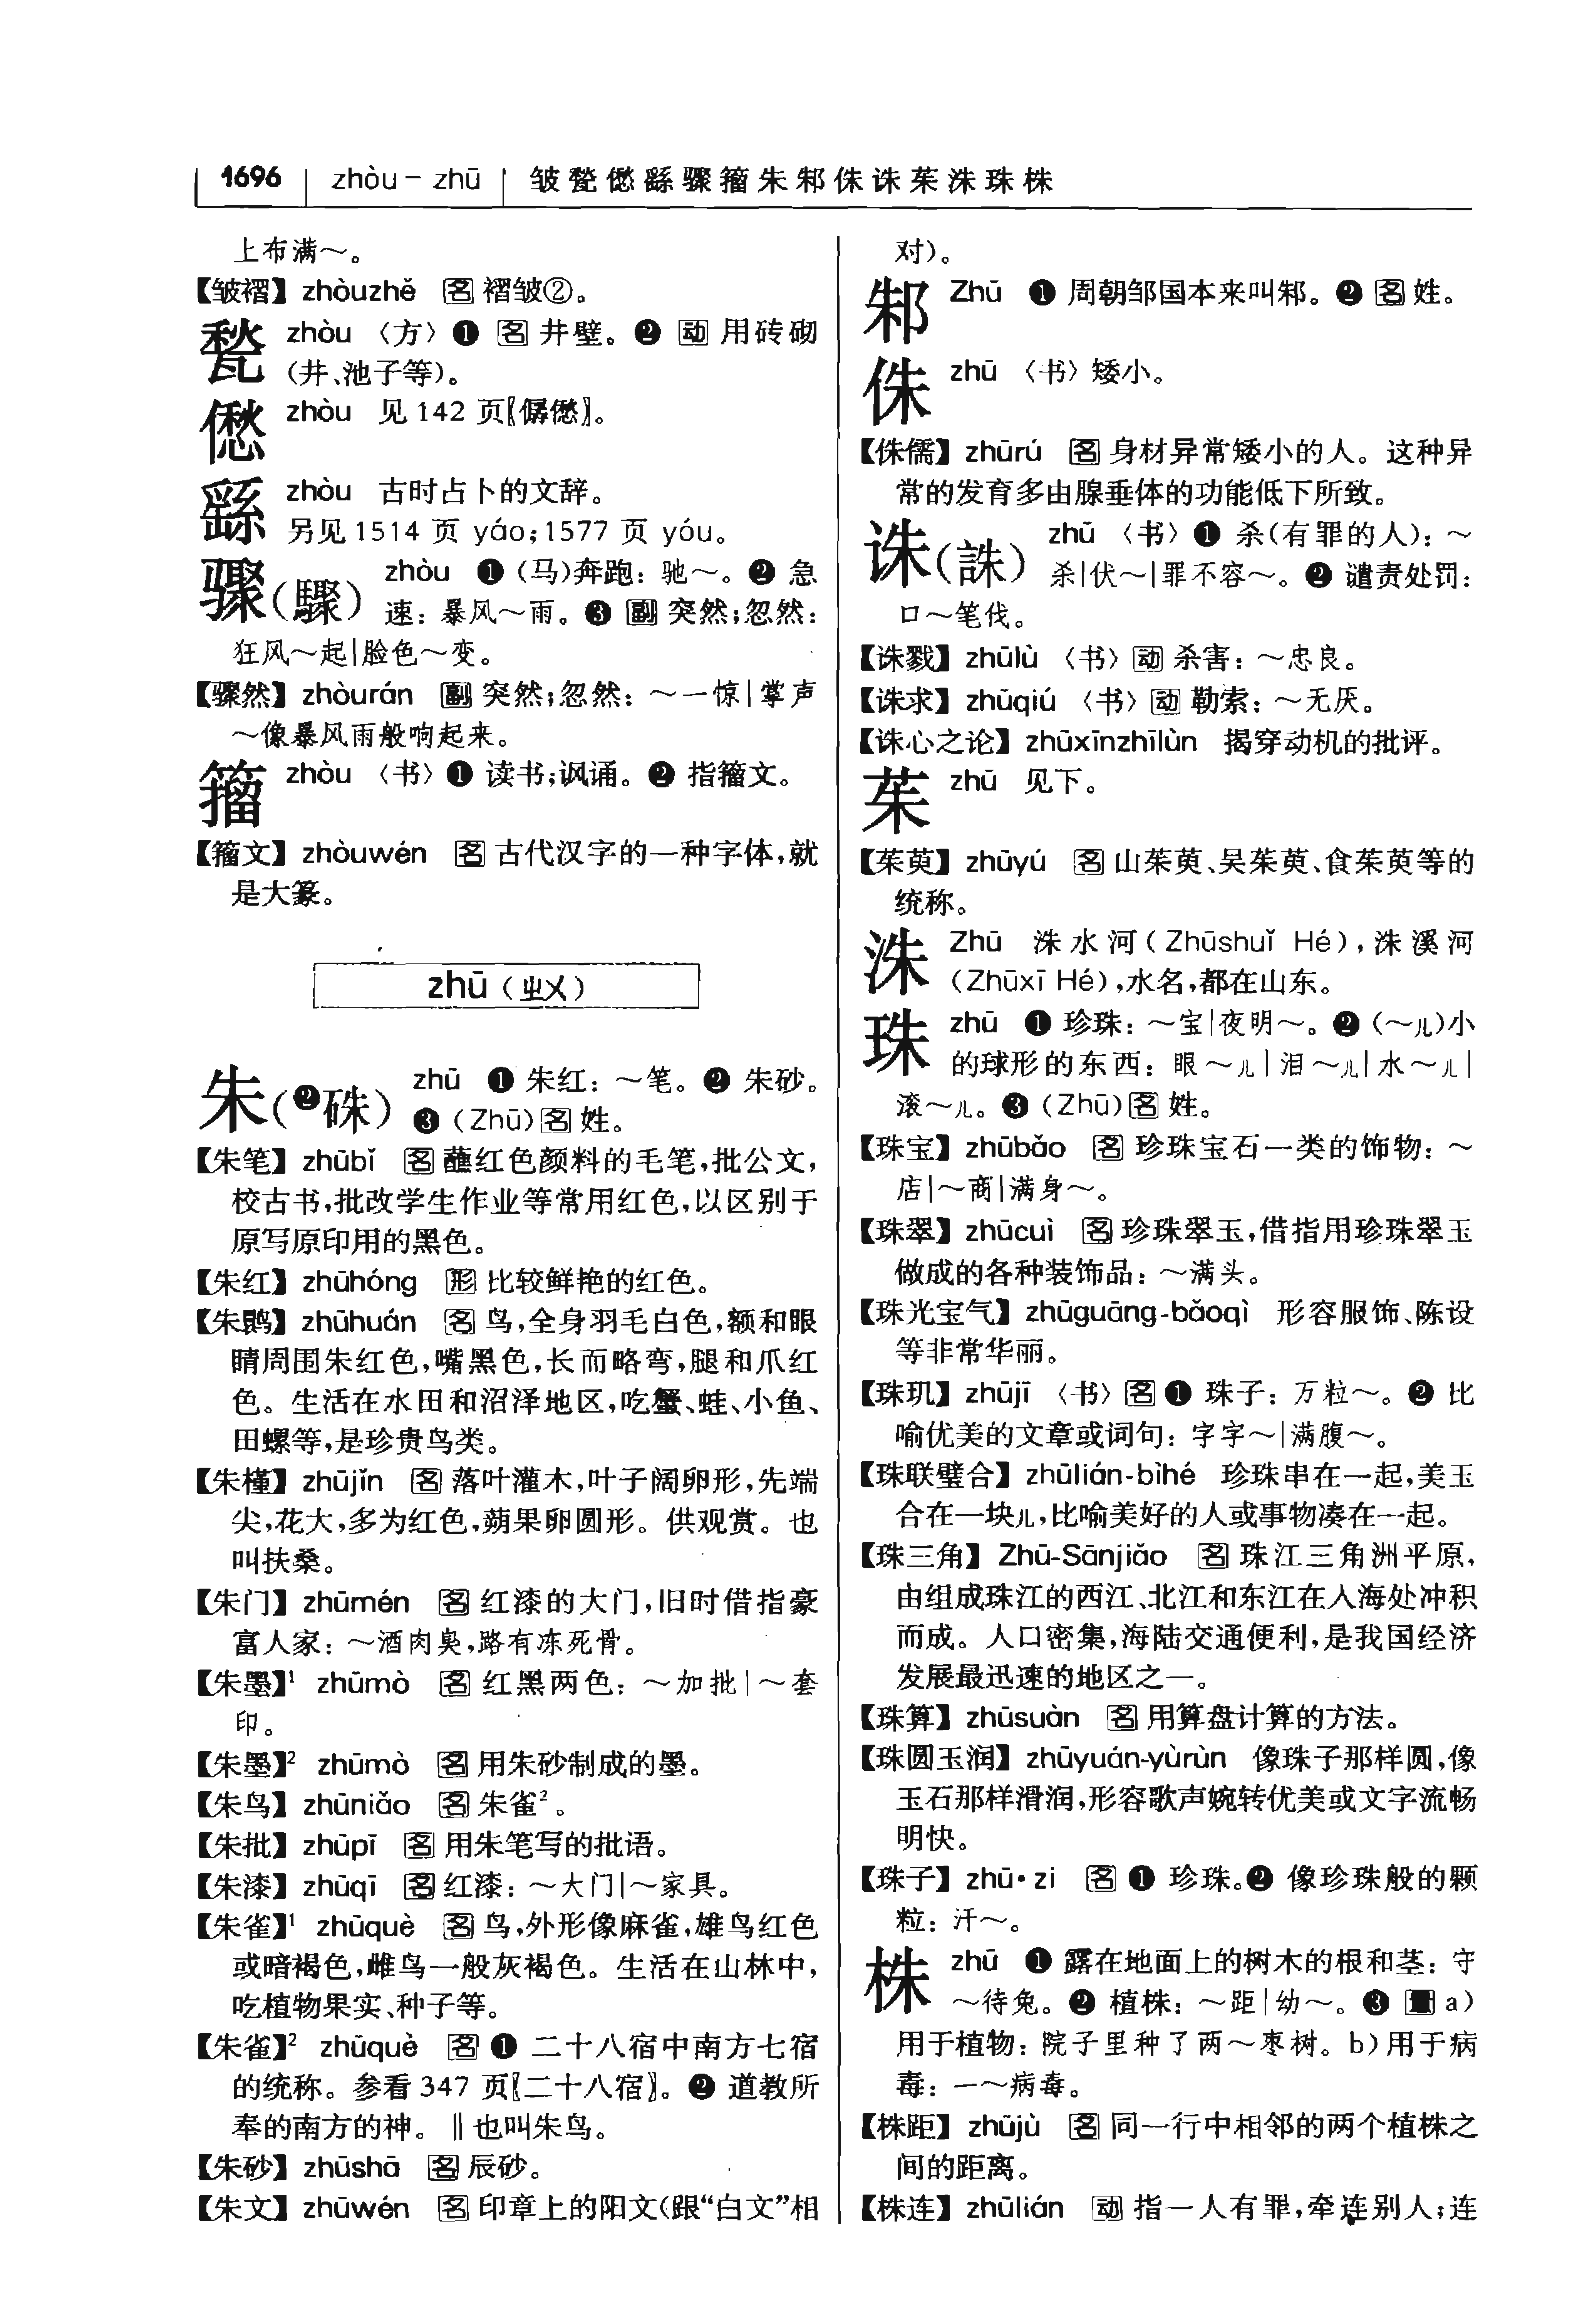 1696 zhòu－zhū 皱甃㑇繇骤籀朱邾侏诛茱洙珠株
上布满～。
【皱褶】zhòuzhě 名 褶皱②。
甃 zhòu 〈方〉❶ 名 井壁。❷ 动 用砖砌
(井、池子等)。
㑇 zhòu 见142页〖僝㑇〗。
繇 zhòu 古时占卜的文辞。
另见1514页 yáo;1577页 yóu。
骤(驟) zhòu ❶ (马)奔跑：驰～。❷ 急
速：暴风～雨。❸ 副 突然;忽然：
狂风～起|脸色～变。
【骤然】zhòurán 副 突然;忽然：～一惊|掌声
～像暴风雨般响起来。
籀 zhòu 〈书〉❶ 读书;讽诵。❷ 指籀文。
【籀文】zhòuwén 名 古代汉字的一种字体,就
是大篆。
zhū (ㄓㄨ)
朱(❷硃) zhū ❶ 朱红：～笔。❷ 朱砂。
❸ (Zhū)名 姓。
【朱笔】zhūbǐ 名 蘸红色颜料的毛笔,批公文,
校古书,批改学生作业等常用红色,以区别于
原写原印用的黑色。
【朱红】zhūhóng 形 比较鲜艳的红色。
【朱鹮】zhūhuán 名 鸟,全身羽毛白色,额和眼
睛周围朱红色,嘴黑色,长而略弯,腿和爪红
色。生活在水田和沼泽地区,吃蟹、蛙、小鱼、
田螺等,是珍贵鸟类。
【朱槿】zhūjǐn 名 落叶灌木,叶子阔卵形,先端
尖,花大,多为红色,蒴果卵圆形。供观赏。也
叫扶桑。
【朱门】zhūmén 名 红漆的大门,旧时借指豪
富人家：～酒肉臭,路有冻死骨。
【朱墨】¹ zhūmò 名 红黑两色：～加批|～套
印。
【朱墨】² zhūmò 名 用朱砂制成的墨。
【朱鸟】zhūniǎo 名 朱雀²。
【朱批】zhūpī 名 用朱笔写的批语。
【朱漆】zhūqī 名 红漆：～大门|～家具。
【朱雀】¹ zhūquè 名 鸟,外形像麻雀,雄鸟红色
或暗褐色,雌鸟一般灰褐色。生活在山林中,
吃植物果实、种子等。
【朱雀】² zhūquè 名 ❶ 二十八宿中南方七宿
的统称。参看347页〖二十八宿〗。❷ 道教所
奉的南方的神。‖也叫朱鸟。
【朱砂】zhūshā 名 辰砂。
【朱文】zhūwén 名 印章上的阳文(跟“白文”相
对)。
邾 Zhū ❶ 周朝邹国本来叫邾。❷ 名 姓。
侏 zhū 〈书〉矮小。
【侏儒】zhūrú 名 身材异常矮小的人。这种异
常的发育多由腺垂体的功能低下所致。
诛(誅) zhū 〈书〉❶ 杀(有罪的人)：～
杀|伏～|罪不容～。❷ 谴责处罚：
口～笔伐。
【诛戮】zhūlù 〈书〉动 杀害：～忠良。
【诛求】zhūqiú 〈书〉动 勒索：～无厌。
【诛心之论】zhūxīnzhīlùn 揭穿动机的批评。
茱 zhū 见下。
【茱萸】zhūyú 名 山茱萸、吴茱萸、食茱萸等的
统称。
洙 Zhū 洙水河(Zhūshuǐ Hé),洙溪河
(Zhūxī Hé),水名,都在山东。
珠 zhū ❶ 珍珠：～宝|夜明～。❷ (～儿)小
的球形的东西：眼～儿|泪～儿|水～儿|
滚～儿。❸ (Zhū)名 姓。
【珠宝】zhūbǎo 名 珍珠宝石一类的饰物：～
店|～商|满身～。
【珠翠】zhūcuì 名 珍珠翠玉,借指用珍珠翠玉
做成的各种装饰品：～满头。
【珠光宝气】zhūguāng-bǎoqì 形容服饰、陈设
等非常华丽。
【珠玑】zhūjī 〈书〉名 ❶ 珠子：万粒～。❷ 比
喻优美的文章或词句：字字～|满腹～。
【珠联璧合】zhūlián-bìhé 珍珠串在一起,美玉
合在一块儿,比喻美好的人或事物凑在一起。
【珠三角】Zhū-Sānjiǎo 名 珠江三角洲平原,
由组成珠江的西江、北江和东江在入海处冲积
而成。人口密集,海陆交通便利,是我国经济
发展最迅速的地区之一。
【珠算】zhūsuàn 名 用算盘计算的方法。
【珠圆玉润】zhūyuán-yùrùn 像珠子那样圆,像
玉石那样滑润,形容歌声婉转优美或文字流畅
明快。
【珠子】zhū·zi 名 ❶ 珍珠。❷ 像珍珠般的颗
粒：汗～。
株 zhū ❶ 露在地面上的树木的根和茎：守
～待兔。❷ 植株：～距|幼～。❸ 量 a)
用于植物：院子里种了两～枣树。b)用于病
毒：一～病毒。
【株距】zhūjù 名 同一行中相邻的两个植株之
间的距离。
【株连】zhūlián 动 指一人有罪,牵连别人;连